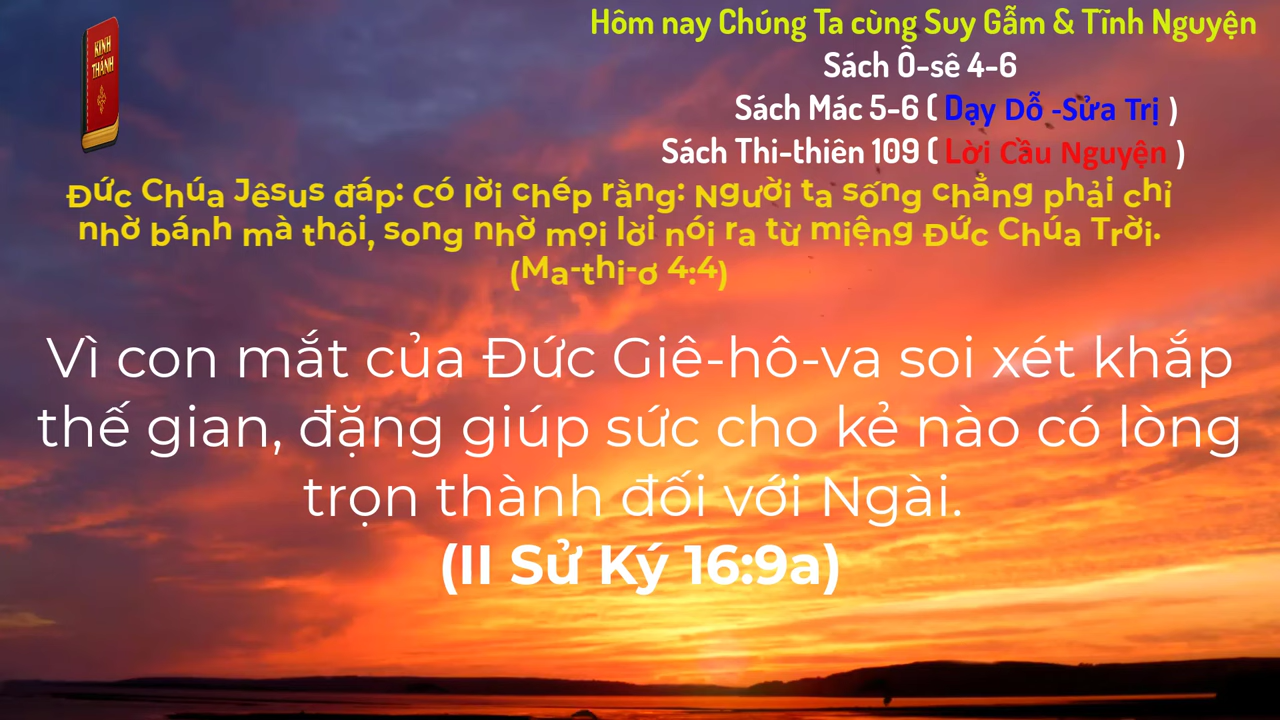 KINH
THÁNH
Hôm nay Chúng Ta cùng Suy Gẫm & Tĩnh Nguyện
Sách Ô-sê 4-6
Sách Mác 5-6 ( Dạy Dỗ -Sửa Trị )
Sách Thi-thiên 109 ( Lời Cầu Nguyện )
Đức Chúa Jêsus đáp: Có lời chép rằng: Người ta sống chẳng phải chỉ
nhờ bánh mà thôi, song nhờ mọi lời nói ra từ miệng Đức Chúa Trời.
(Ma-thi-ơ 4:4)
Vì con mắt của Đức Giê-hô-va soi xét khắp
thế gian, đặng giúp sức cho kẻ nào có lòng
trọn thành đối với Ngài.
(II Sử Ký 16:9a)